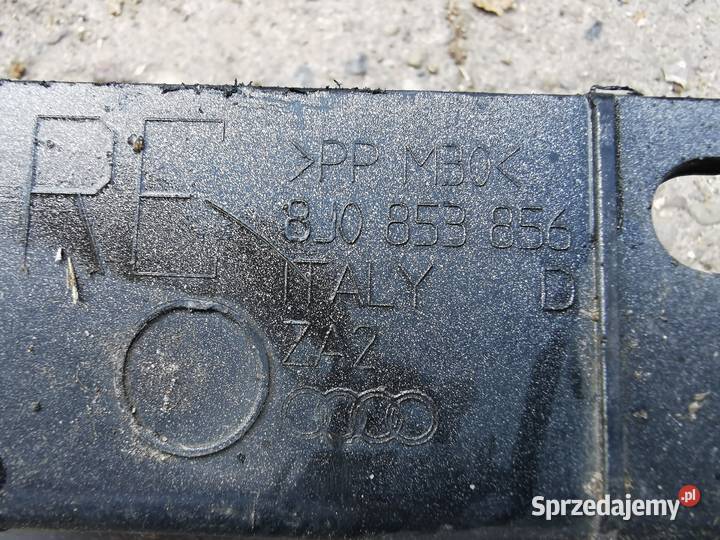 RE
>PP MB0<
8J0 853 856
ITALY D
ZA2
Sprzedajemy.pl